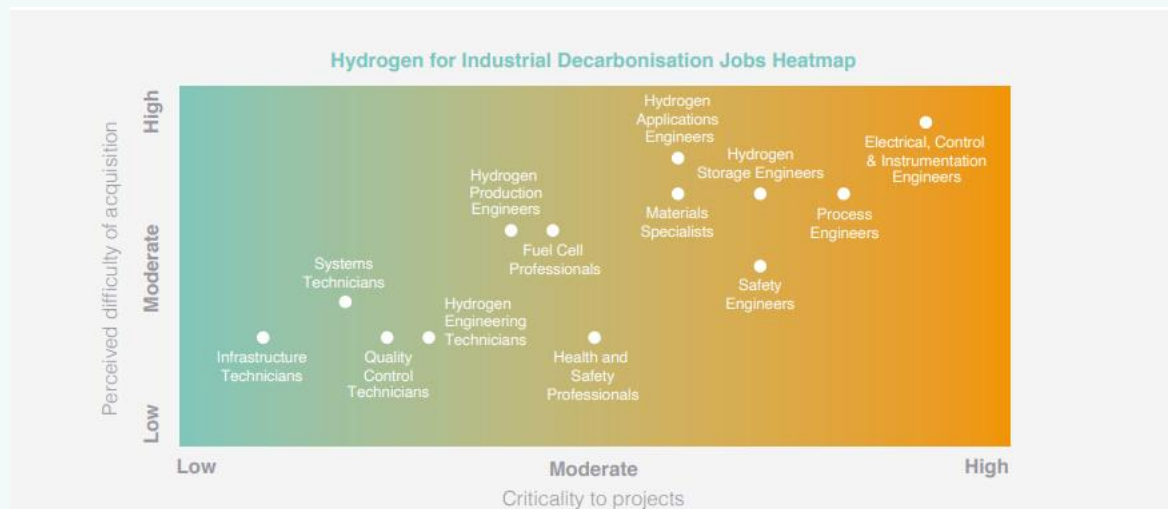 Hydrogen for Industrial Decarbonisation Jobs Heatmap
Perceived difficulty of acquisition
High
Moderate
Low
Hydrogen
Applications
Engineers
Electrical, Control
& Instrumentation
Engineers
Hydrogen
Storage Engineers
Hydrogen
Production
Engineers
Materials
Specialists
Process
Engineers
Fuel Cell
Professionals
Systems
Technicians
Safety
Engineers
Hydrogen
Engineering
Technicians
Infrastructure
Technicians
Quality
Control
Technicians
Health and
Safety
Professionals
Low
Moderate
High
Criticality to projects